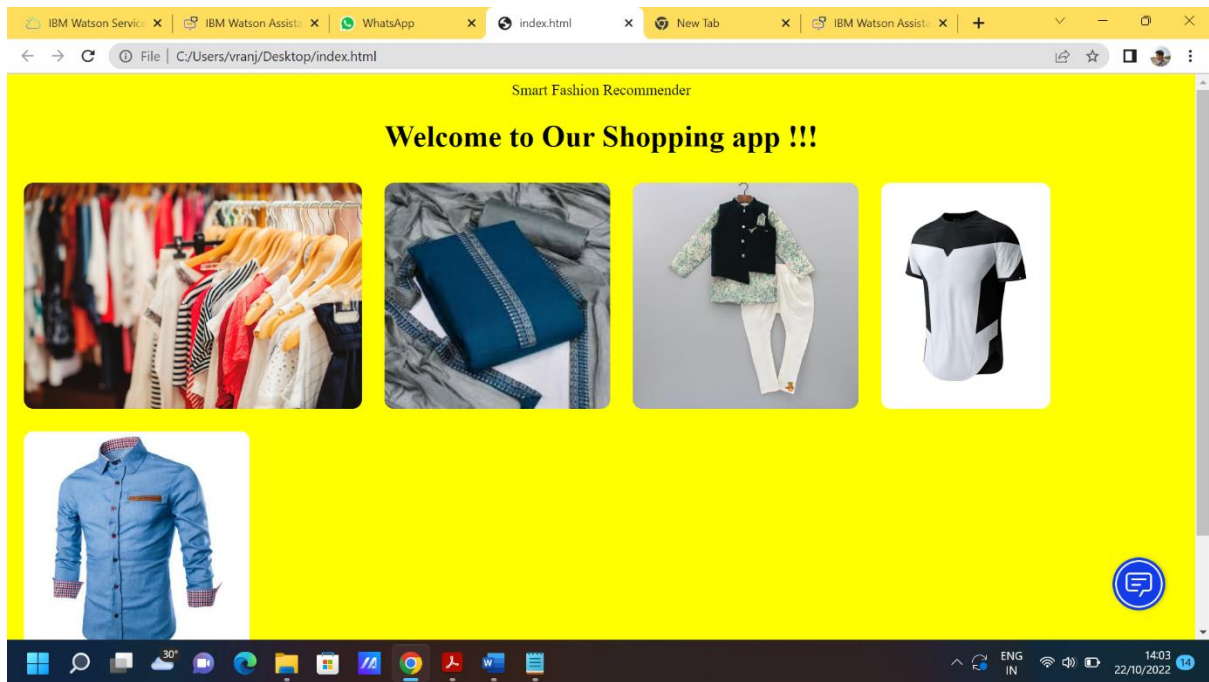 IBM Watson Service
IBM Watson Assista
WhatsApp
index.html
New Tab
IBM Watson Assista
File | C:/Users/vranj/Desktop/index.html
Smart Fashion Recommender
Welcome to Our Shopping app !!!
30°
ENG
IN
14:03
22/10/2022
14